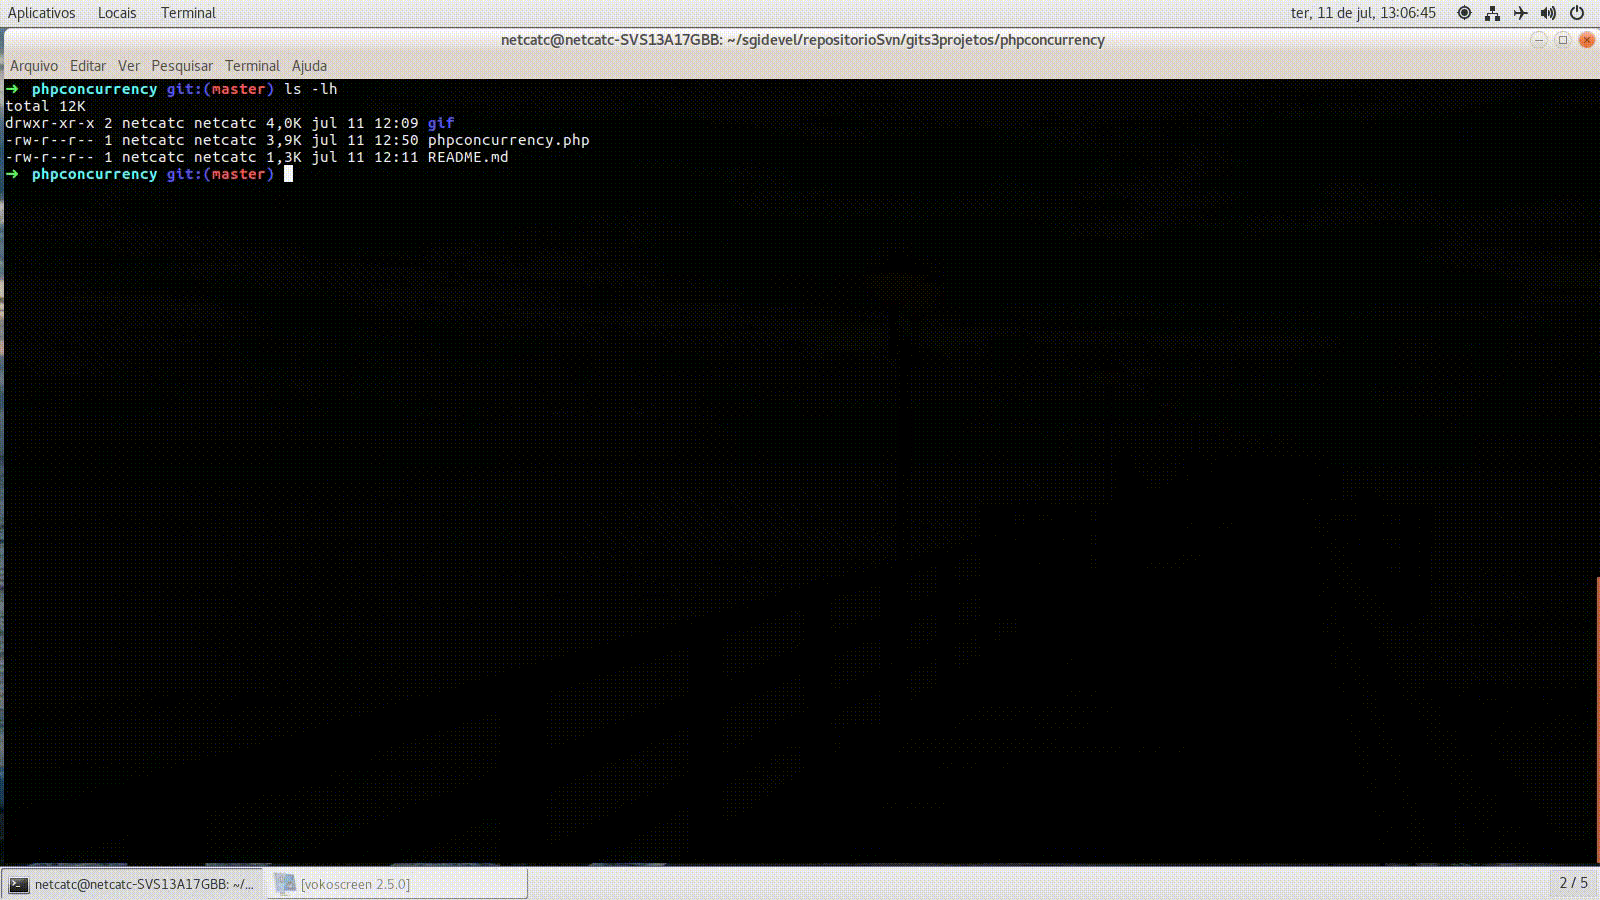 Aplicativos Locais Terminal ter, 11 de jul, 13:06:45
netcatc@netcatc-SVS13A17GBB: ~/sgidevel/repositorioSvn/gits3projetos/phpconcurrency
Arquivo Editar Ver Pesquisar Terminal Ajuda
➜ phpconcurrency git:(master) ls -lh
total 12K
drwxr-xr-x 2 netcatc netcatc 4,0K jul 11 12:09 gif
-rw-r--r-- 1 netcatc netcatc 3,9K jul 11 12:50 phpconcurrency.php
-rw-r--r-- 1 netcatc netcatc 1,3K jul 11 12:11 README.md
➜ phpconcurrency git:(master)
netcatc@netcatc-SVS13A17GBB: ~/... [vokoscreen 2.5.0] 2 / 5